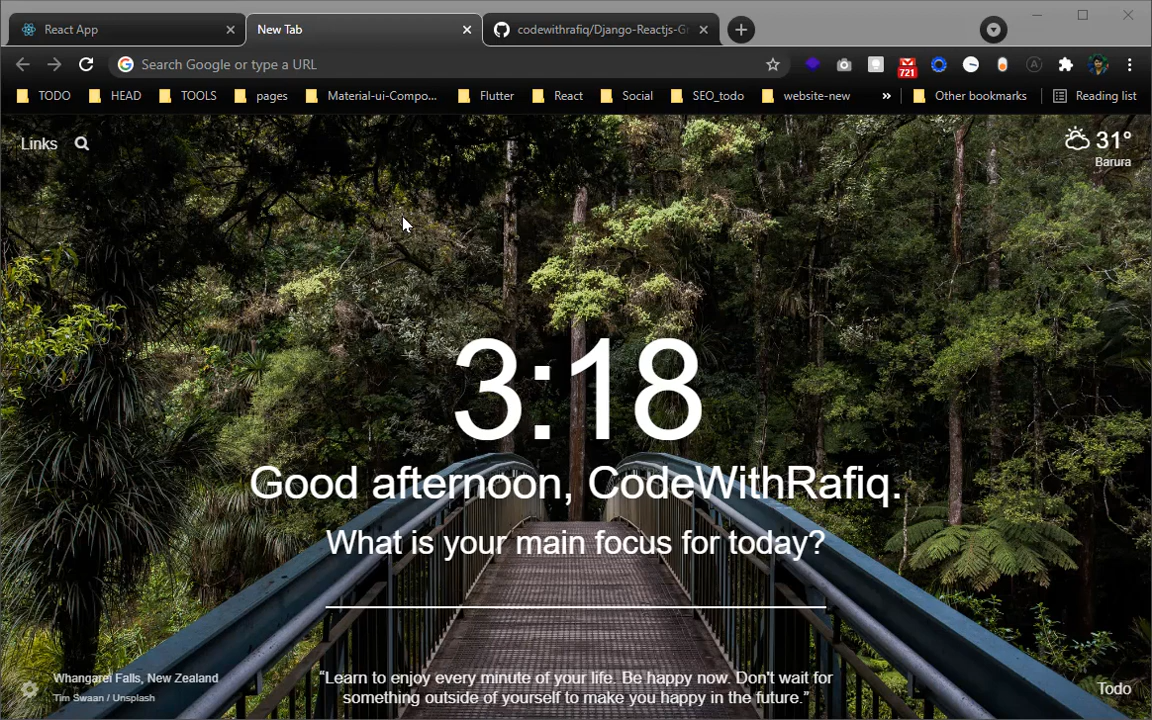 React App
New Tab
codewithrafiq/Django-Reactjs-Gr
Search Google or type a URL
721
A
TODO
HEAD
TOOLS
pages
Material-ui-Compo...
Flutter
React
Social
SEO_todo
website-new
»
Other bookmarks
Reading list
Links
31°
Barura
3:18
Good afternoon, CodeWithRafiq.
What is your main focus for today?
Whangarei Falls, New Zealand
Tim Swaan / Unsplash
“Learn to enjoy every minute of your life. Be happy now. Don't wait for
something outside of yourself to make you happy in the future.”
Todo